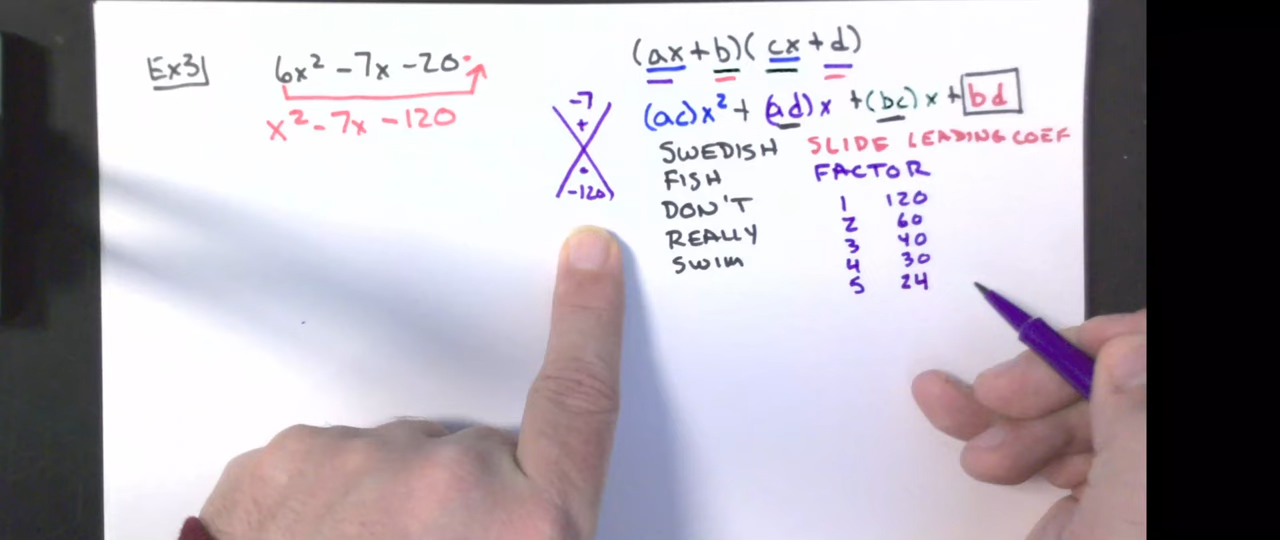 Ex3
6x² - 7x - 20
x² - 7x - 120
-7
+
•
-120
(ax + b)(cx + d)
(ac)x² + (ad)x + (bc)x + bd
SWEDISH SLIDE LEADING COEF
FISH FACTOR
DON'T 1 120
2 60
REALLY 3 40
SWIM 4 30
5 24